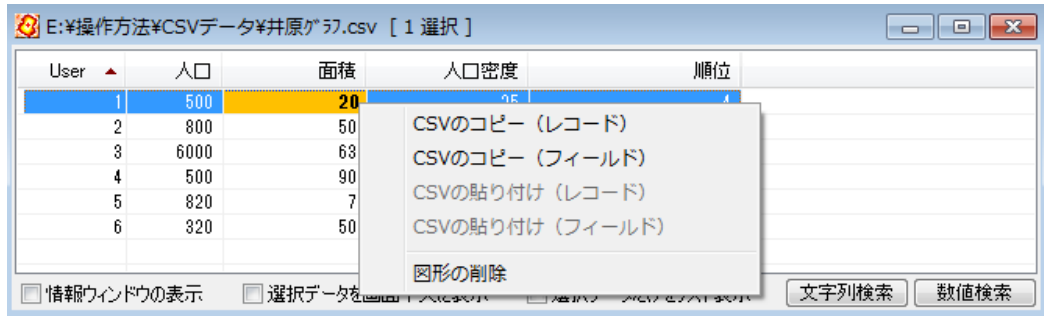 E:¥操作方法¥CSVデータ¥井原ｸﾞﾗﾌ.csv [ 1 選択 ]
User 人口 面積 人口密度 順位
1 500 20 25 4
2 800 50
3 6000 63
4 500 90
5 820 7
6 320 50
CSVのコピー（レコード）
CSVのコピー（フィールド）
CSVの貼り付け（レコード）
CSVの貼り付け（フィールド）
図形の削除
情報ウィンドウの表示 選択データを画面 文字列検索 数値検索